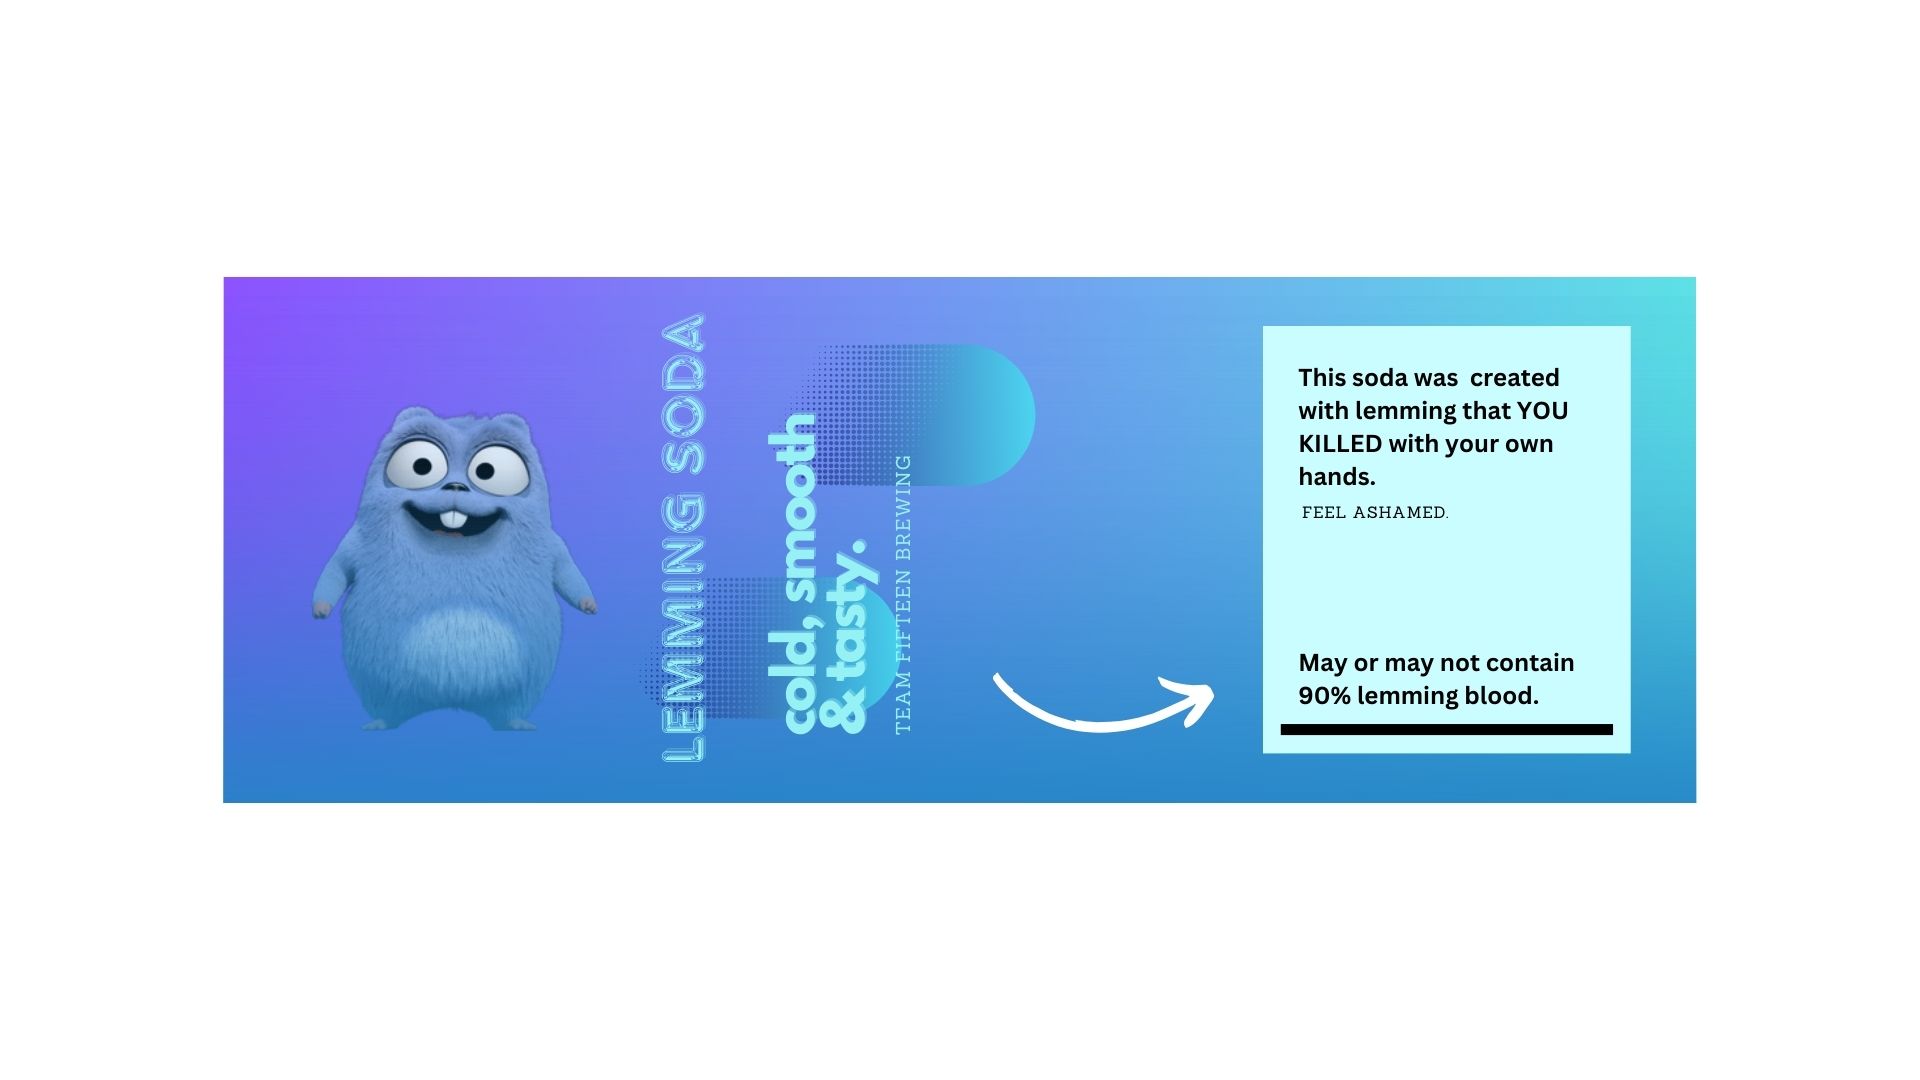 LEMMING SODA
cold, smooth
& tasty.
TEAM FIFTEEN BREWING
This soda was  created
with lemming that YOU
KILLED with your own
hands.
FEEL ASHAMED.
May or may not contain
90% lemming blood.